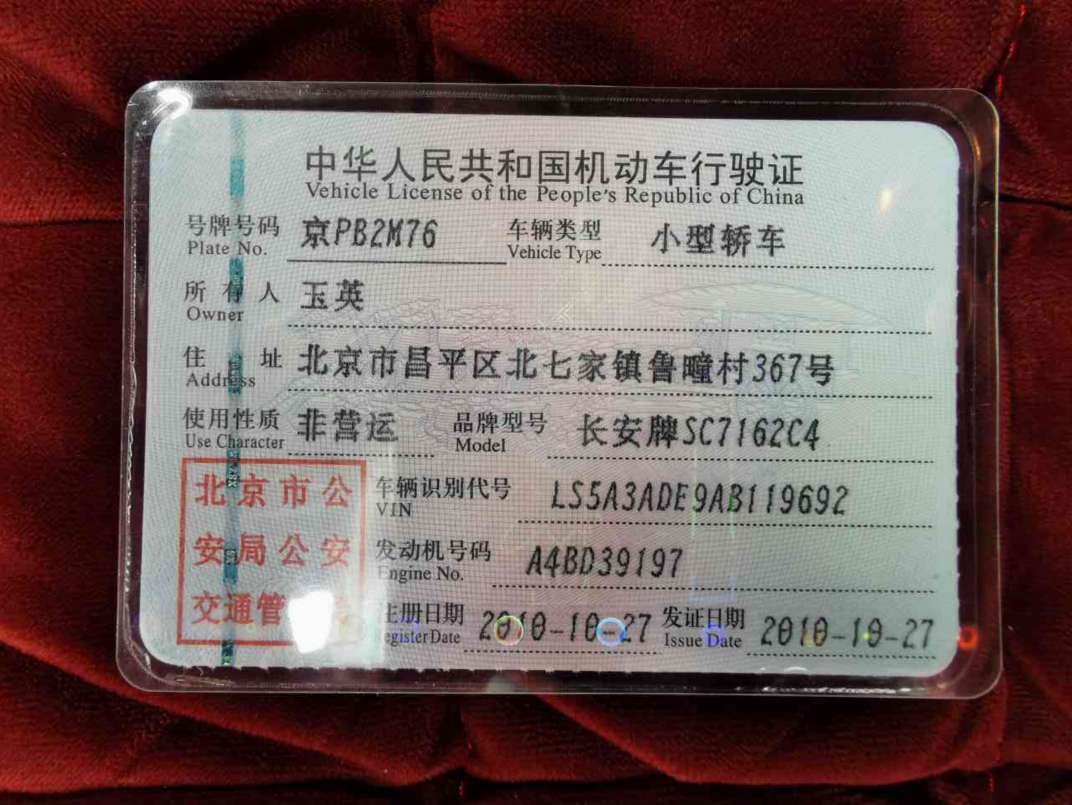 中华人民共和国机动车行驶证
Vehicle License of the People's Republic of China
号牌号码 京PB2M76 车辆类型 小型轿车
Plate No. Vehicle Type
所有人 玉英
Owner
住址 北京市昌平区北七家镇鲁疃村367号
Address
使用性质 非营运 品牌型号 长安牌SC7162C4
Use Character Model
北京市公 车辆识别代号 LS5A3ADE9AB119692
VIN
安局公安 发动机号码 A4BD39197
Engine No.
交通管 注册日期 2010-10-27 发证日期 2010-10-27
Register Date Issue Date